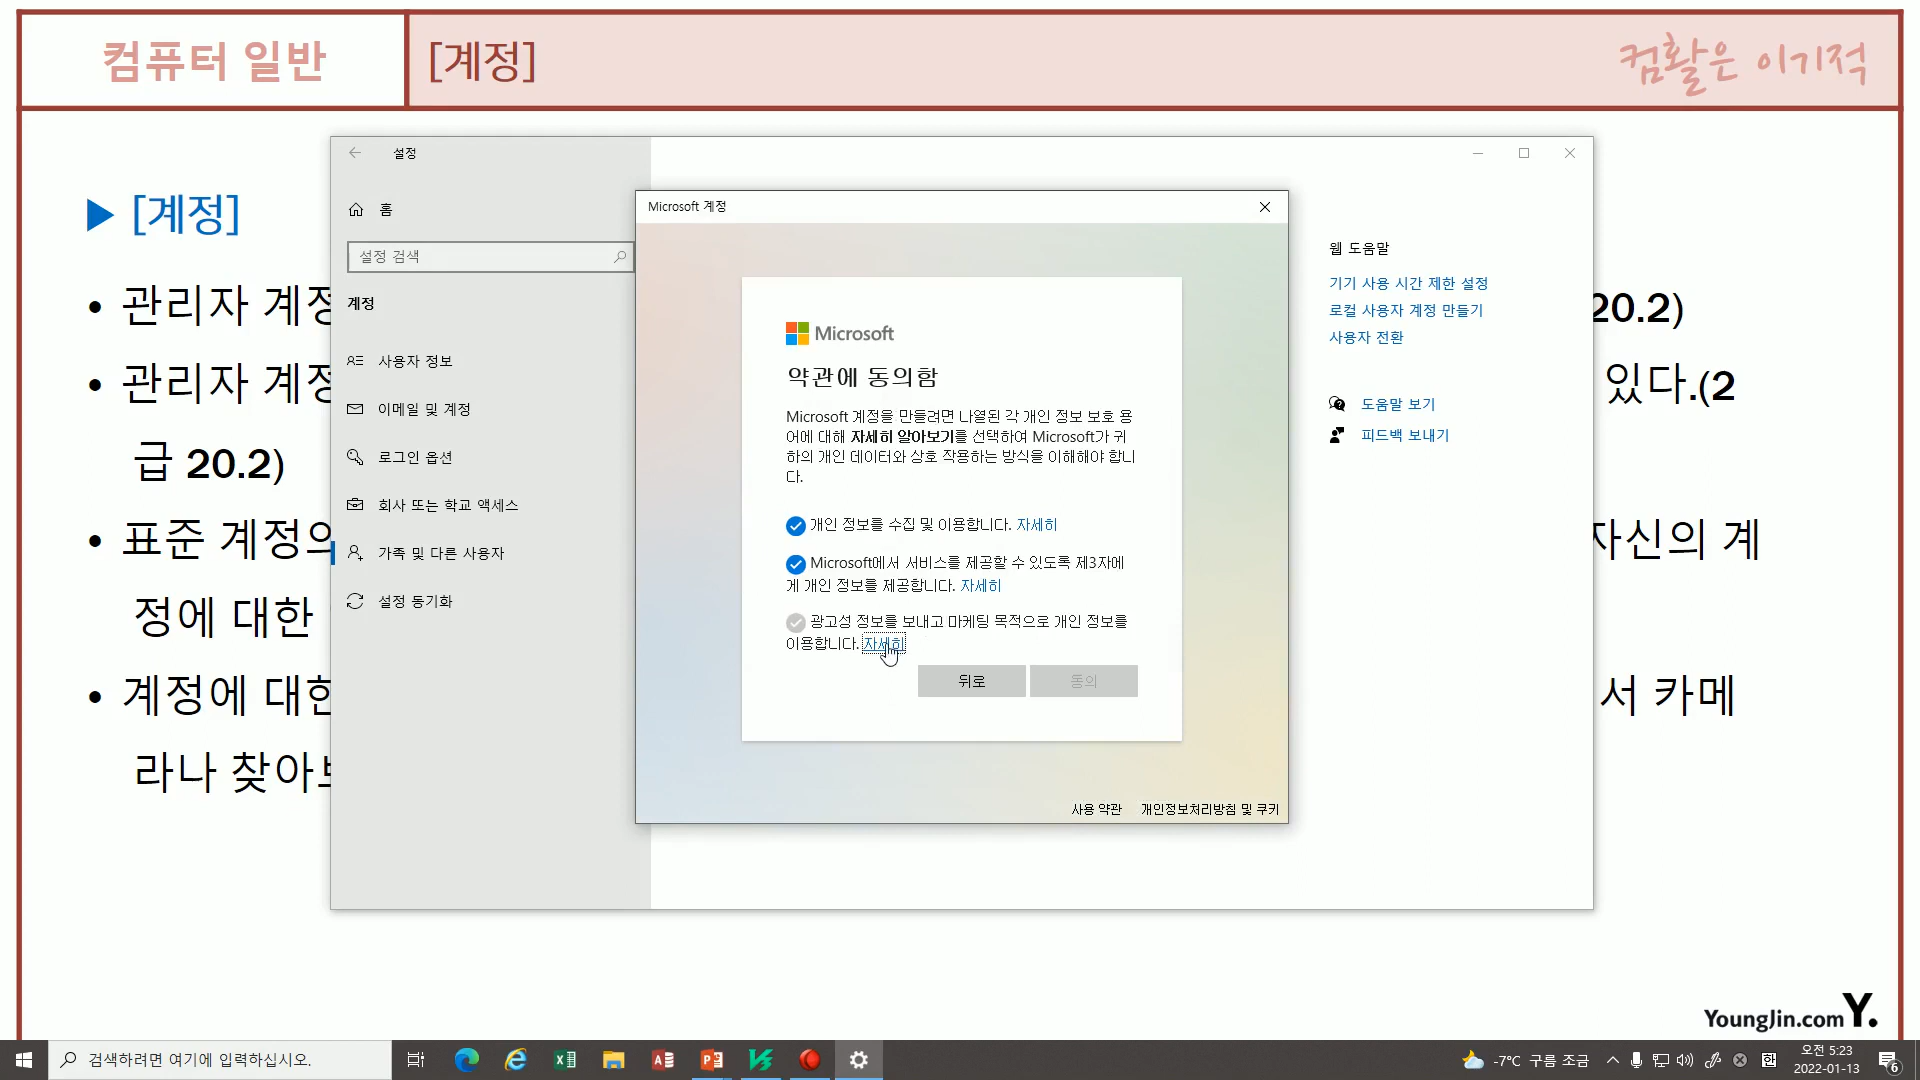 컴퓨터 일반
[계정]
컴활은 이기적
▶ [계정]
• 관리자 계정
20.2)
• 관리자 계정
있다.(2
급 20.2)
• 표준 계정의
자신의 계
정에 대한
• 계정에 대한
서 카메
라나 찾아보
설정
홈
설정 검색
계정
사용자 정보
이메일 및 계정
로그인 옵션
회사 또는 학교 액세스
가족 및 다른 사용자
설정 동기화
Microsoft 계정
Microsoft
약관에 동의함
Microsoft 계정을 만들려면 나열된 각 개인 정보 보호 용
어에 대해 자세히 알아보기를 선택하여 Microsoft가 귀
하의 개인 데이터와 상호 작용하는 방식을 이해해야 합니
다.
개인 정보를 수집 및 이용합니다. 자세히
Microsoft에서 서비스를 제공할 수 있도록 제3자에
게 개인 정보를 제공합니다. 자세히
광고성 정보를 보내고 마케팅 목적으로 개인 정보를
이용합니다. 자세히
뒤로
동의
사용 약관
개인정보처리방침 및 쿠키
웹 도움말
기기 사용 시간 제한 설정
로컬 사용자 계정 만들기
사용자 전환
도움말 보기
피드백 보내기
YoungJin.com Y.
검색하려면 여기에 입력하십시오.
-7°C 구름 조금
한
오전 5:23
2022-01-13
6